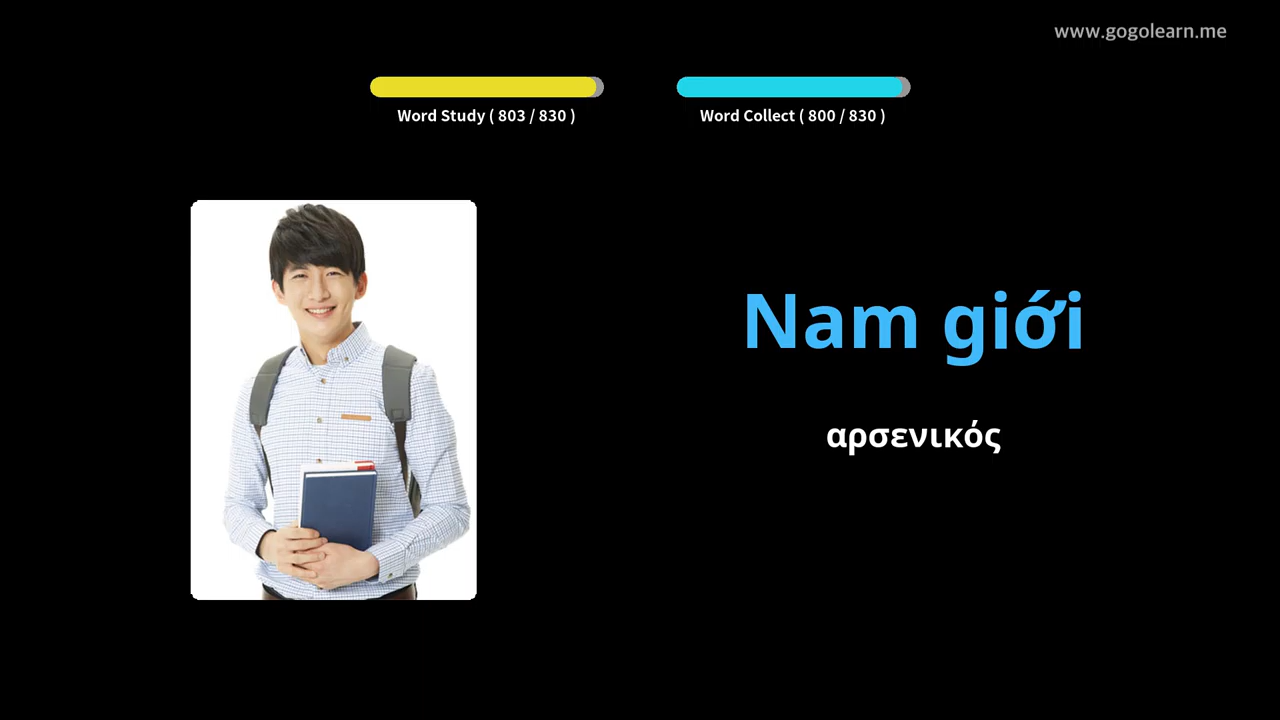 www.gogolearn.me
Word Study ( 803 / 830 )
Word Collect ( 800 / 830 )
Nam giới
αρσενικός